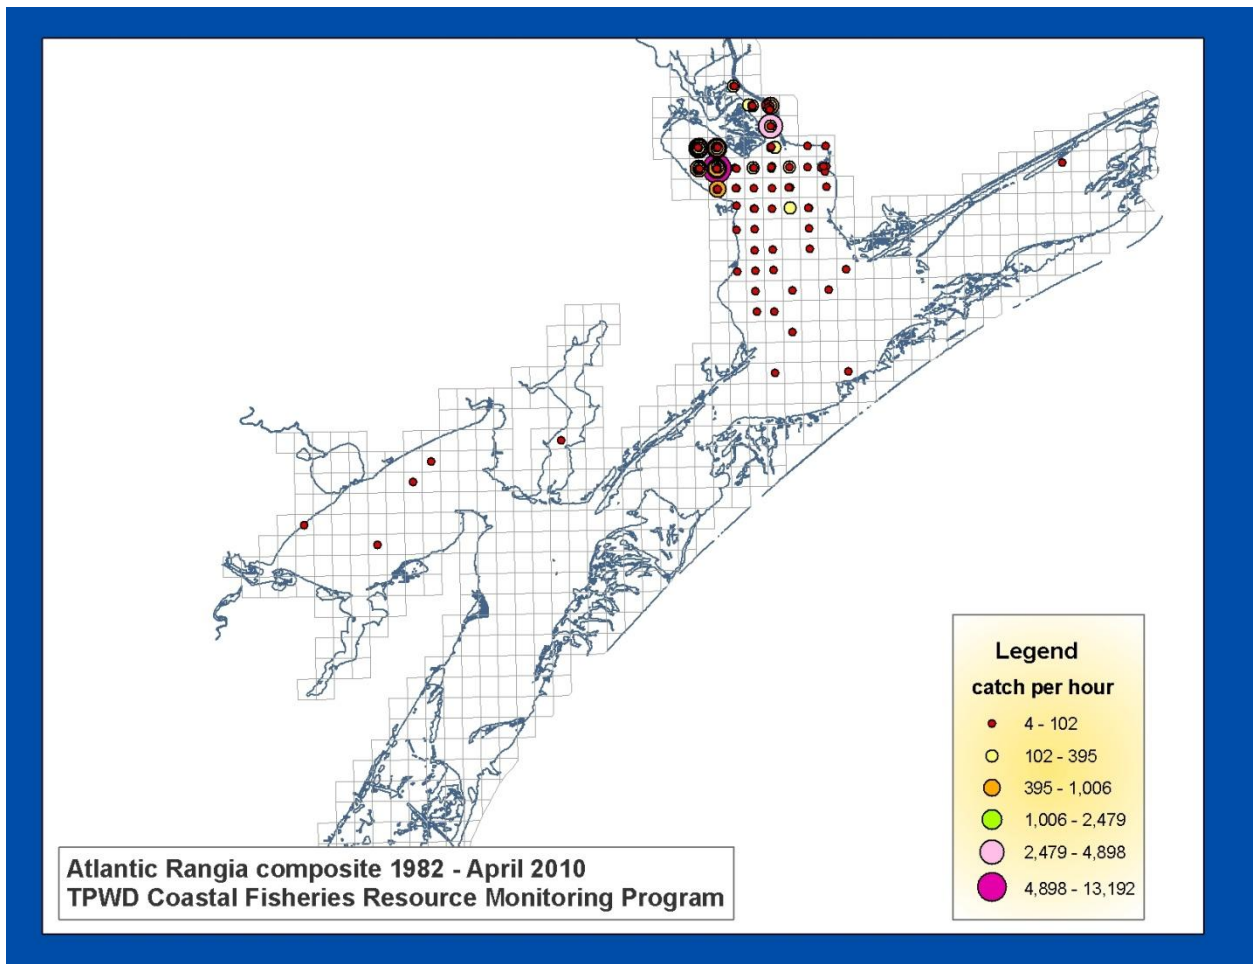 Legend
catch per hour
4 - 102
102 - 395
395 - 1,006
1,006 - 2,479
2,479 - 4,898
4,898 - 13,192
Atlantic Rangia composite 1982 - April 2010
TPWD Coastal Fisheries Resource Monitoring Program